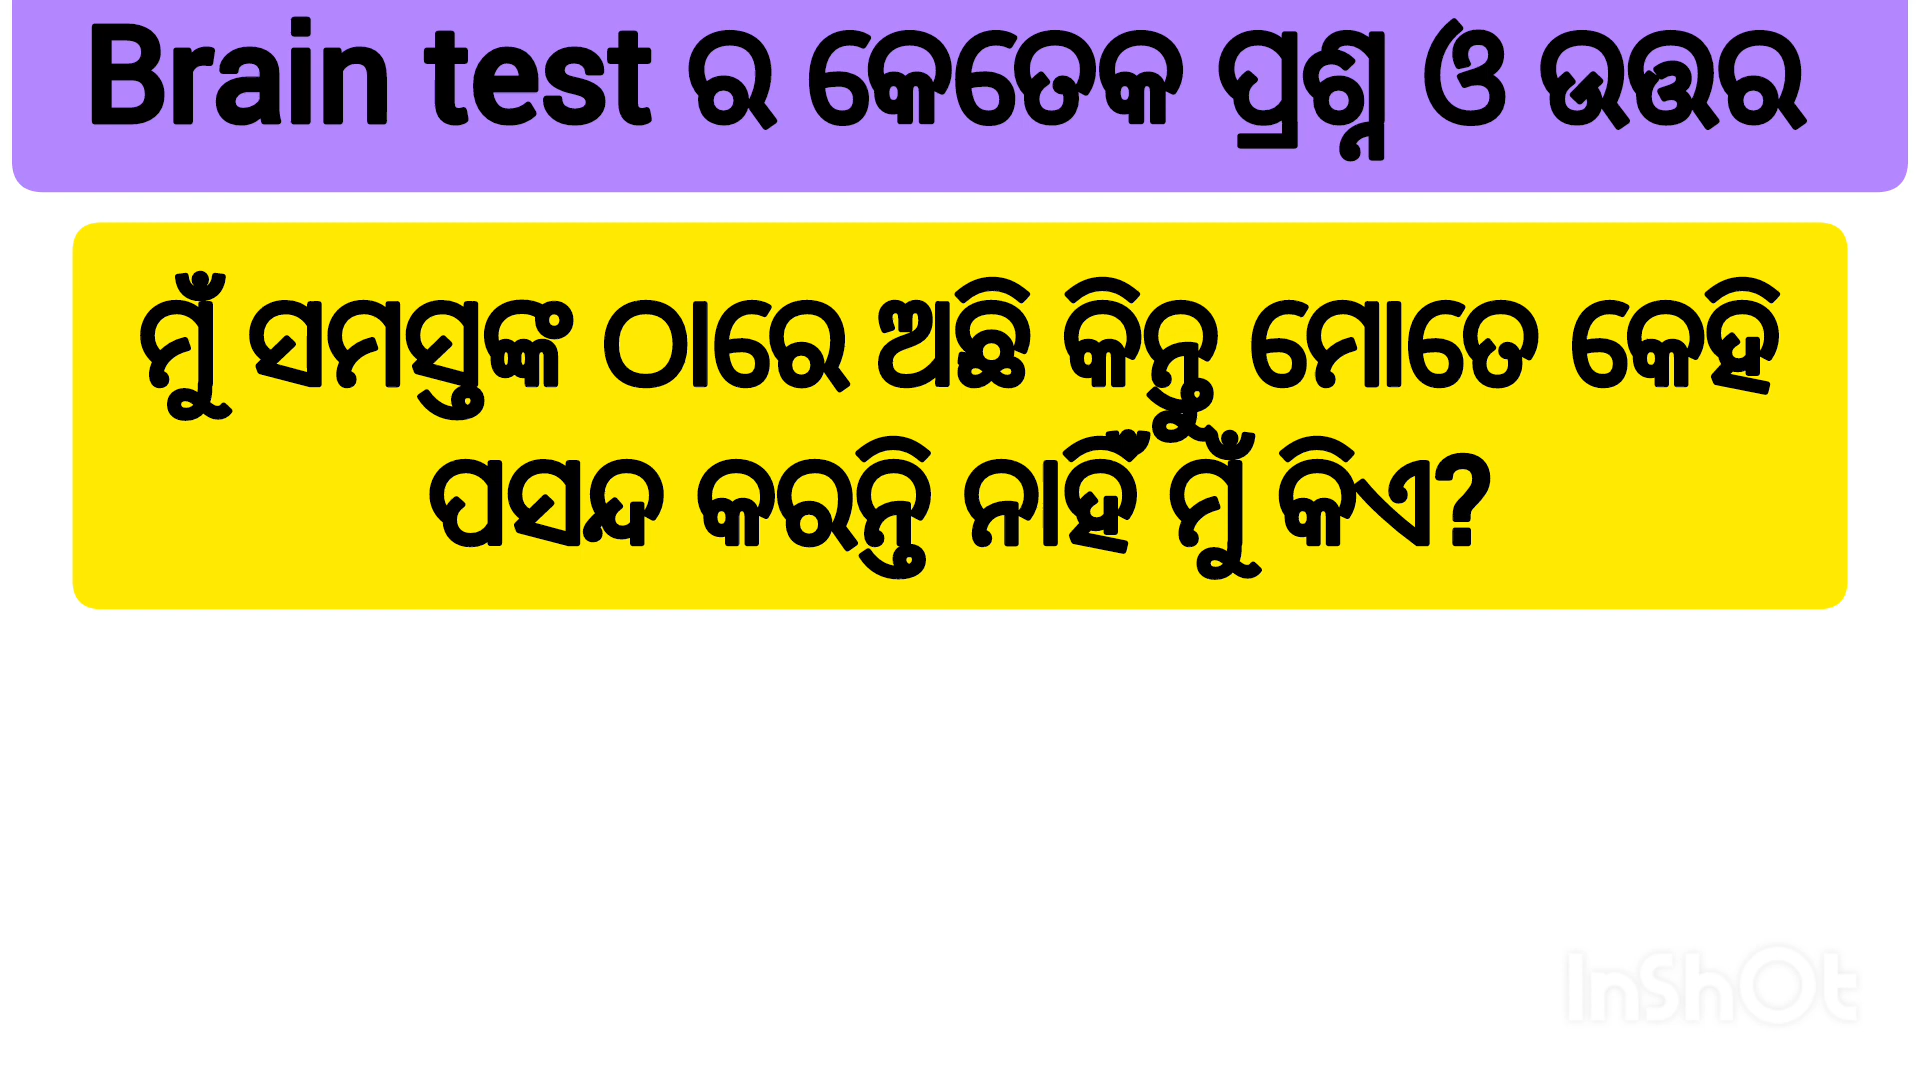 Brain test ର କେତେକ ପ୍ରଶ୍ନ ଓ ଉତ୍ତର
ମୁଁ ସମସ୍ତଙ୍କ ଠାରେ ଅଛି କିନ୍ତୁ ମୋତେ କେହି
ପସନ୍ଦ କରନ୍ତି ନାହିଁ ମୁଁ କିଏ?
InShOt